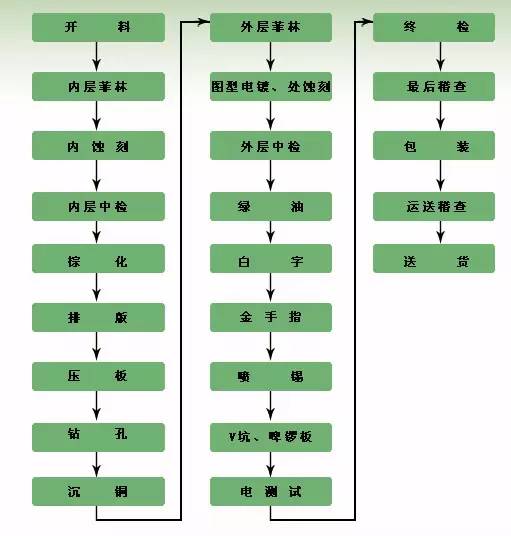 开 料
内层菲林
内 蚀 刻
内层中检
棕 化
排 版
压 板
钻 孔
沉 铜
外层菲林
图型电镀、处蚀刻
外层中检
绿 油
白 字
金 手 指
喷 锡
V坑、啤锣板
电 测 试
终 检
最后稽查
包 装
运送稽查
送 货